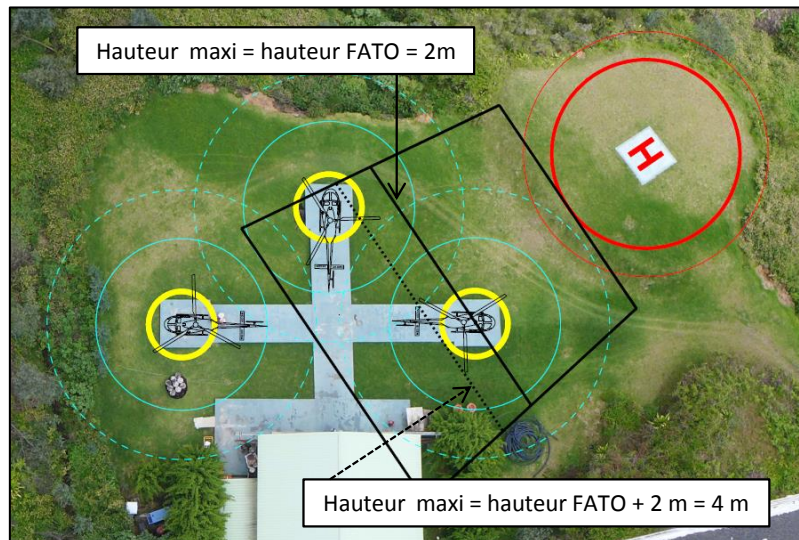 Hauteur maxi = hauteur FATO = 2m
H
Hauteur maxi = hauteur FATO + 2 m = 4 m